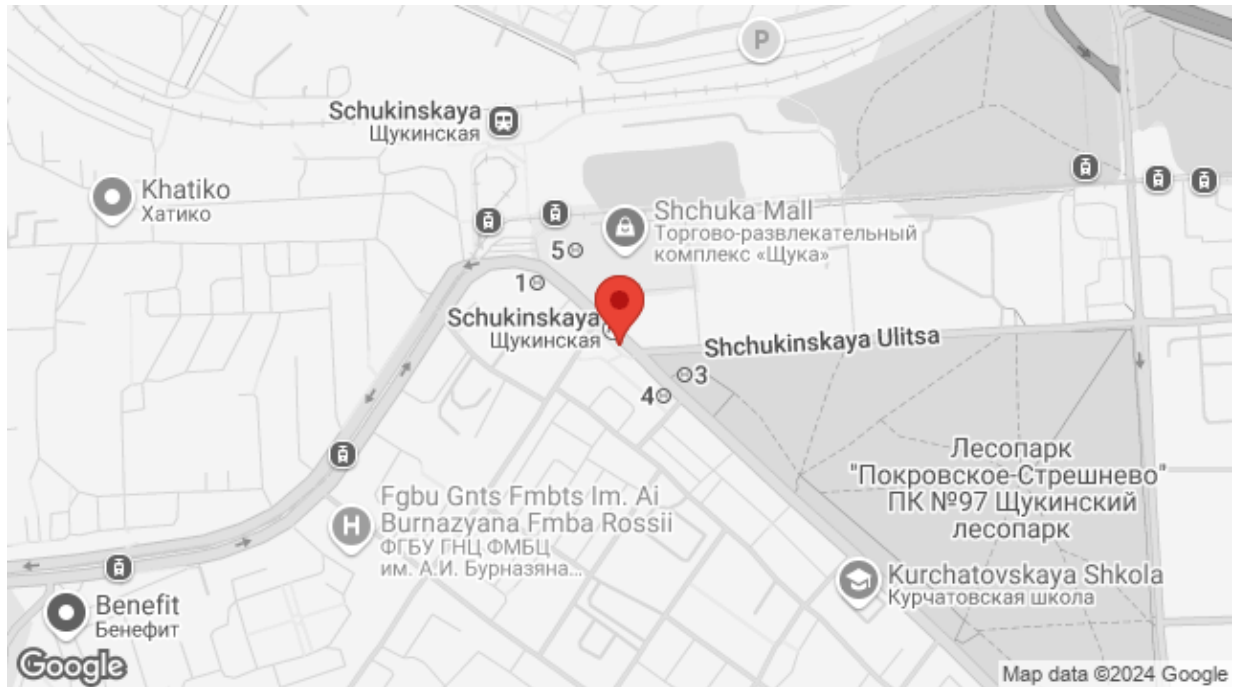 P
Schukinskaya
Щукинская
Khatiko
Хатико
Shchuka Mall
Торгово-развлекательный
комплекс «Щука»
5
1
Schukinskaya
Щукинская
Shchukinskaya Ulitsa
3
4
Лесопарк
"Покровское-Стрешнево"
ПК №97 Щукинский
лесопарк
Fgbu Gnts Fmbts Im. Ai
Burnazyana Fmba Rossii
ФГБУ ГНЦ ФМБЦ
им. А.И. Бурназяна...
H
Kurchatovskaya Shkola
Курчатовская школа
Benefit
Бенефит
Google
Map data ©2024 Google